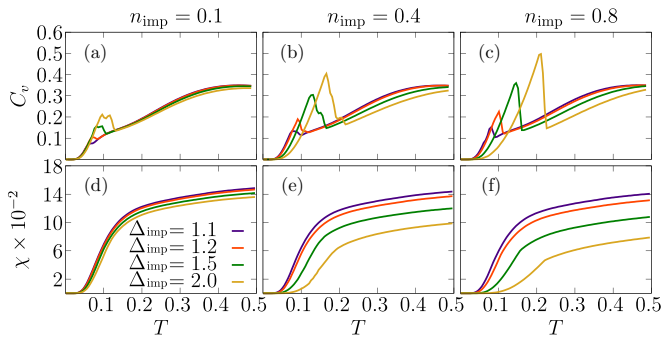 n_imp = 0.1
n_imp = 0.4
n_imp = 0.8
0.6
0.5
0.4
0.3
0.2
0.1
C_v
(a)
(b)
(c)
18
14
10
6
2
χ × 10⁻²
(d)
(e)
(f)
Δ_imp = 1.1
Δ_imp = 1.2
Δ_imp = 1.5
Δ_imp = 2.0
0.1 0.2 0.3 0.4 0.5
0.1 0.2 0.3 0.4 0.5
0.1 0.2 0.3 0.4 0.5
T
T
T